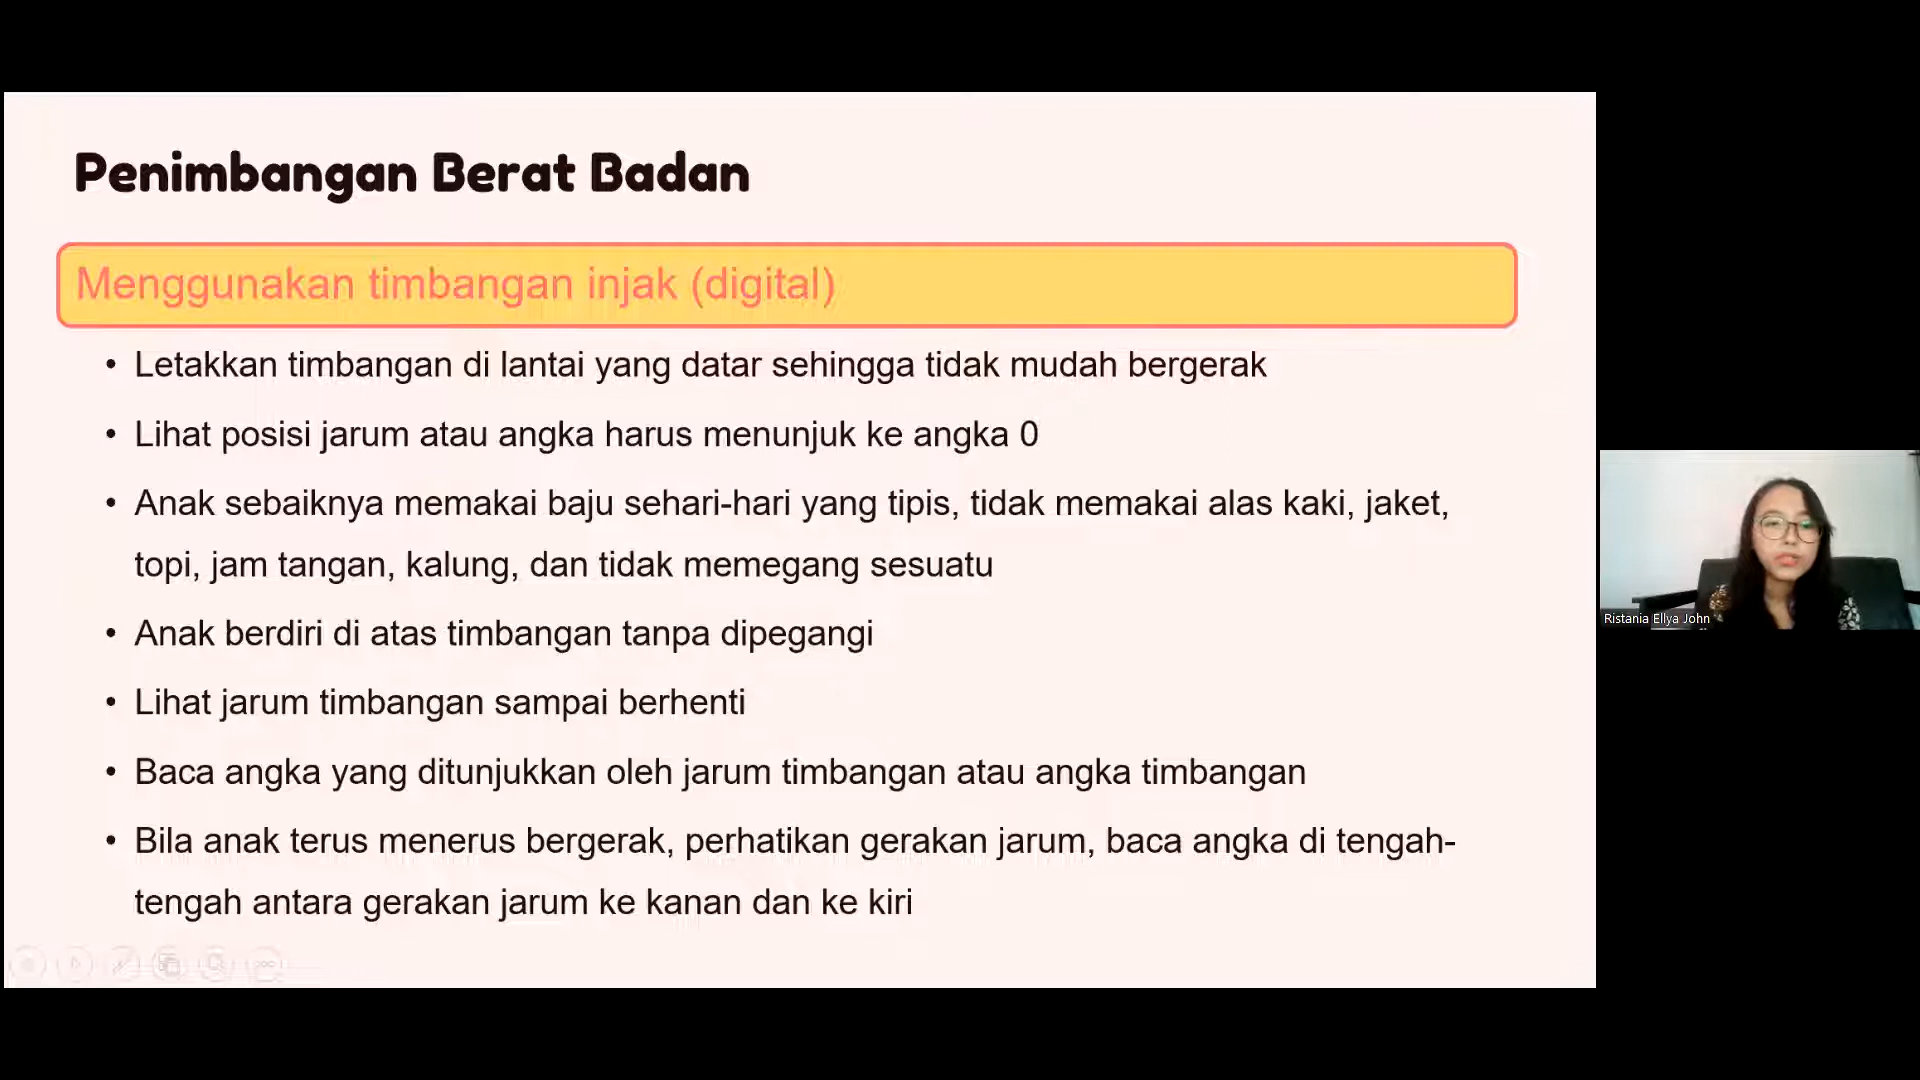 Penimbangan Berat Badan
Menggunakan timbangan injak (digital)
• Letakkan timbangan di lantai yang datar sehingga tidak mudah bergerak
• Lihat posisi jarum atau angka harus menunjuk ke angka 0
• Anak sebaiknya memakai baju sehari-hari yang tipis, tidak memakai alas kaki, jaket,
topi, jam tangan, kalung, dan tidak memegang sesuatu
• Anak berdiri di atas timbangan tanpa dipegangi
• Lihat jarum timbangan sampai berhenti
• Baca angka yang ditunjukkan oleh jarum timbangan atau angka timbangan
• Bila anak terus menerus bergerak, perhatikan gerakan jarum, baca angka di tengah-
tengah antara gerakan jarum ke kanan dan ke kiri
Ristania Ellya John